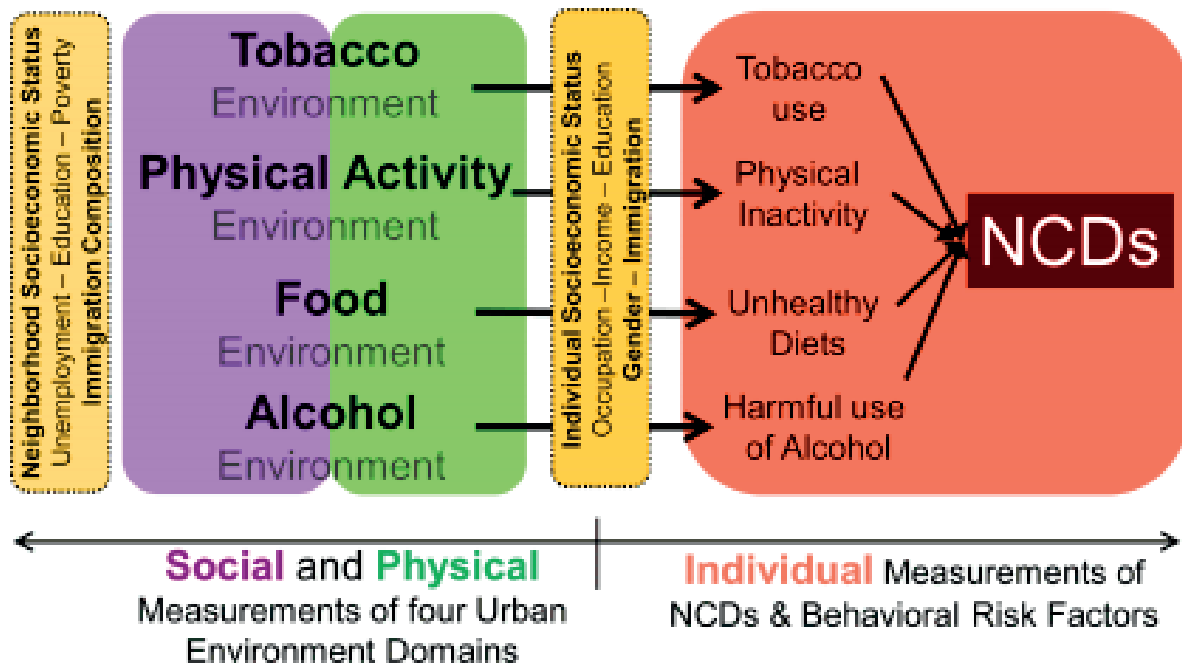 Neighborhood Socioeconomic Status
Unemployment – Education – Poverty
Immigration Composition
Tobacco
Environment
Physical Activity
Environment
Food
Environment
Alcohol
Environment
Individual Socioeconomic Status
Occupation –Income – Education
Gender – Immigration
Tobacco
use
Physical
Inactivity
Unhealthy
Diets
Harmful use
of Alcohol
NCDs
Social and Physical
Measurements of four Urban
Environment Domains
Individual Measurements of
NCDs & Behavioral Risk Factors